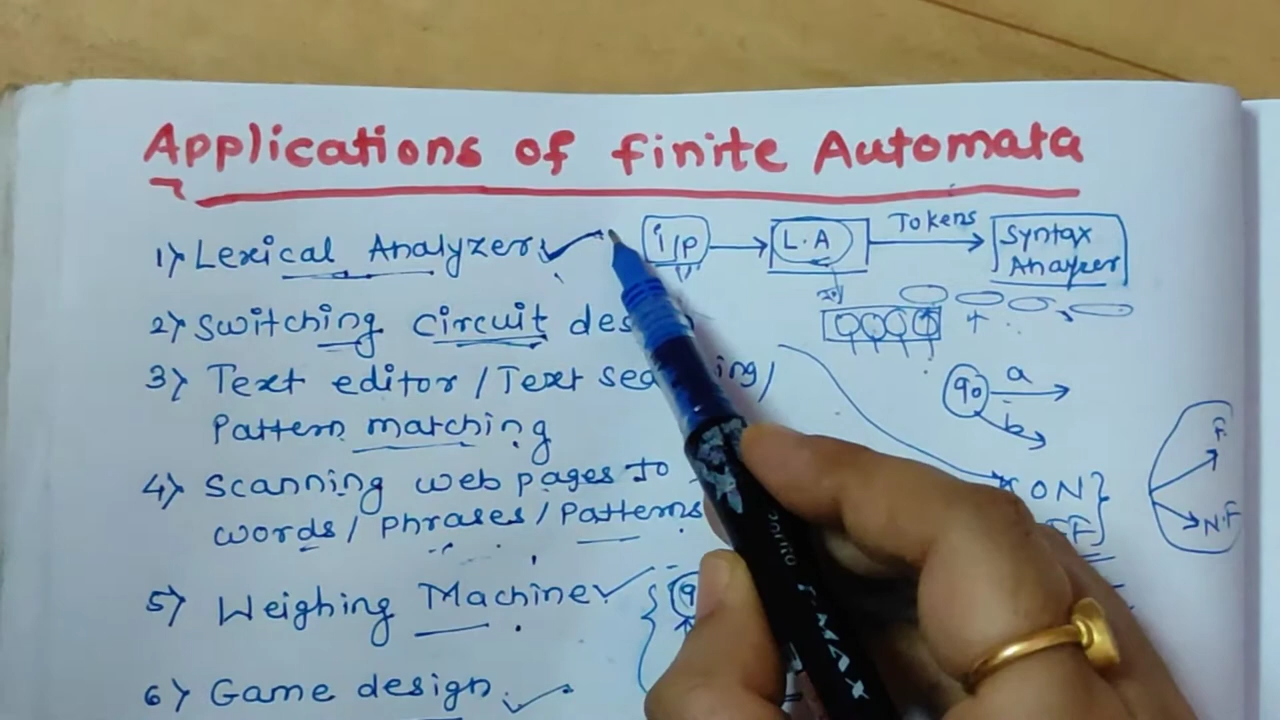 Applications of finite Automata
1) Lexical Analyzer
i/p
L.A
Tokens
Syntax
Analyzer
2) Switching circuit
3) Text editor / Text
Pattern matching
q0 a
b
4) Scanning web pages to
words / Phrases / Patterns
ON
F
N.F
5) Weighing Machine
6) Game design
PMAX